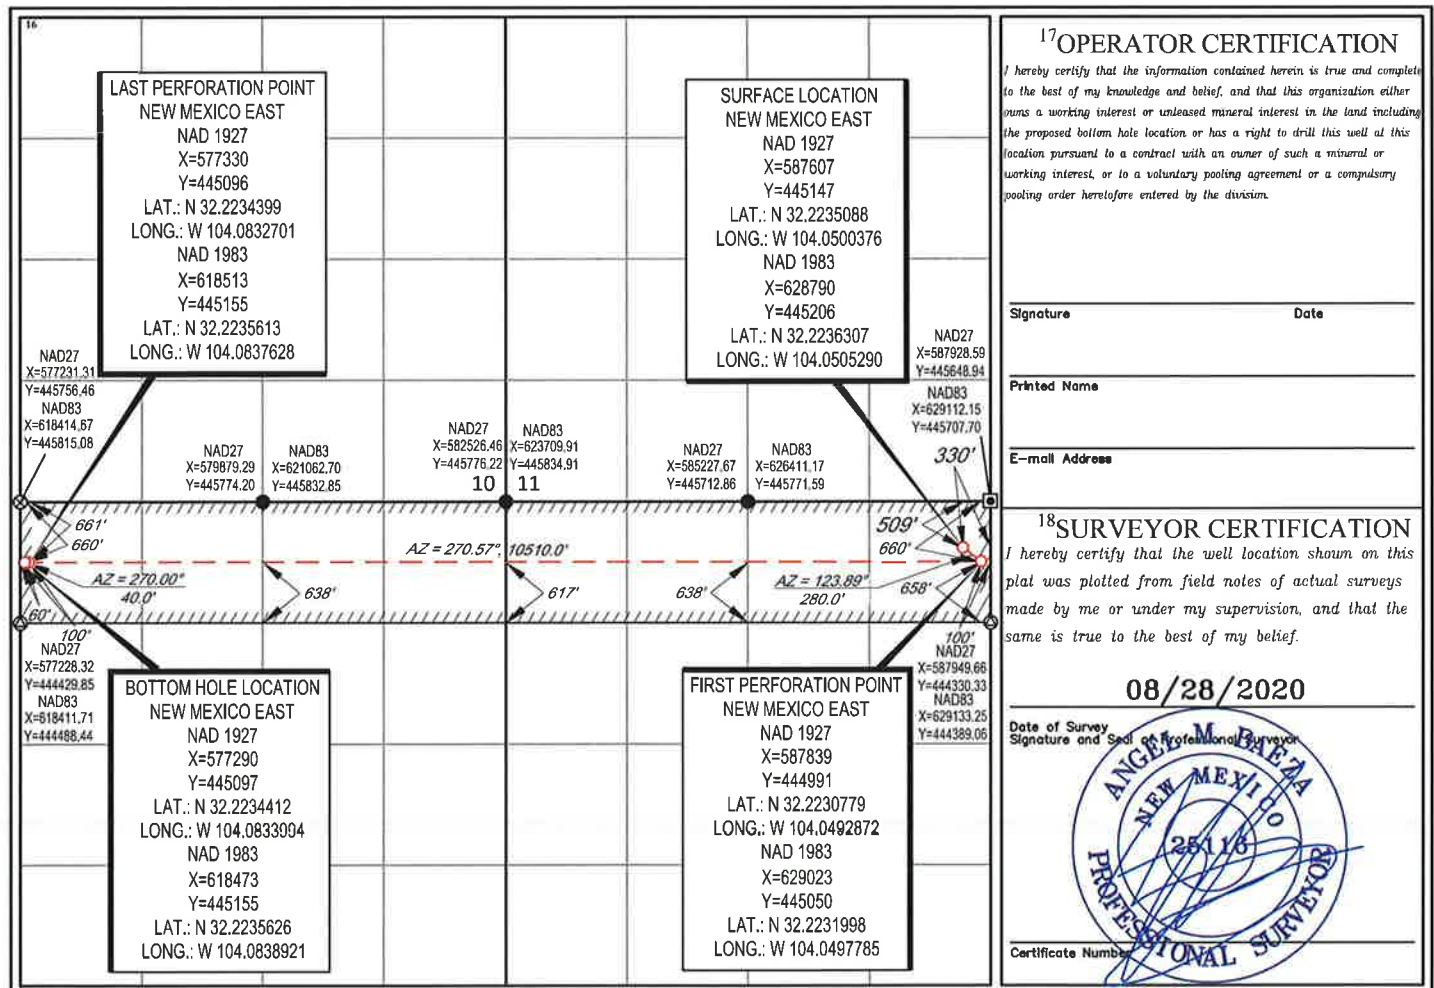 16
LAST PERFORATION POINT
NEW MEXICO EAST
NAD 1927
X=577330
Y=445096
LAT.: N 32.2234399
LONG.: W 104.0832701
NAD 1983
X=618513
Y=445155
LAT.: N 32.2235613
LONG.: W 104.0837628
SURFACE LOCATION
NEW MEXICO EAST
NAD 1927
X=587607
Y=445147
LAT.: N 32.2235088
LONG.: W 104.0500376
NAD 1983
X=628790
Y=445206
LAT.: N 32.2236307
LONG.: W 104.0505290
NAD27
X=577231.31
Y=445756.46
NAD83
X=618414.67
Y=445815.08
NAD27
X=579879.29
Y=445774.20
NAD83
X=621062.70
Y=445832.85
NAD27
X=582526.46
Y=445776.22
NAD83
X=623709.91
Y=445834.91
10 11
NAD27
X=585227.67
Y=445712.86
NAD83
X=626411.17
Y=445771.59
NAD27
X=587928.59
Y=445648.94
NAD83
X=629112.15
Y=445707.70
330'
661'
660'
AZ = 270.57°, 10510.0'
509'
660'
AZ = 270.00°
40.0'
638'
617'
638'
AZ = 123.89°
280.0'
658'
60'
100'
100'
NAD27
X=577228.32
Y=444429.85
NAD83
X=618411.71
Y=444488.44
NAD27
X=587949.66
Y=444330.33
NAD83
X=629133.25
Y=444389.06
BOTTOM HOLE LOCATION
NEW MEXICO EAST
NAD 1927
X=577290
Y=445097
LAT.: N 32.2234412
LONG.: W 104.0833994
NAD 1983
X=618473
Y=445155
LAT.: N 32.2235626
LONG.: W 104.0838921
FIRST PERFORATION POINT
NEW MEXICO EAST
NAD 1927
X=587839
Y=444991
LAT.: N 32.2230779
LONG.: W 104.0492872
NAD 1983
X=629023
Y=445050
LAT.: N 32.2231998
LONG.: W 104.0497785
17OPERATOR CERTIFICATION
I hereby certify that the information contained herein is true and complete
to the best of my knowledge and belief, and that this organization either
owns a working interest or unleased mineral interest in the land including
the proposed bottom hole location or has a right to drill this well at this
location pursuant to a contract with an owner of such a mineral or
working interest, or to a voluntary pooling agreement or a compulsory
pooling order heretofore entered by the division.
Signature Date
Printed Name
E-mail Address
18SURVEYOR CERTIFICATION
I hereby certify that the well location shown on this
plat was plotted from field notes of actual surveys
made by me or under my supervision, and that the
same is true to the best of my belief.
08/28/2020
Date of Survey
Signature and Seal of Professional Surveyor
ANGEL M. BAEZA
NEW MEXICO
25116
PROFESSIONAL SURVEYOR
Certificate Number